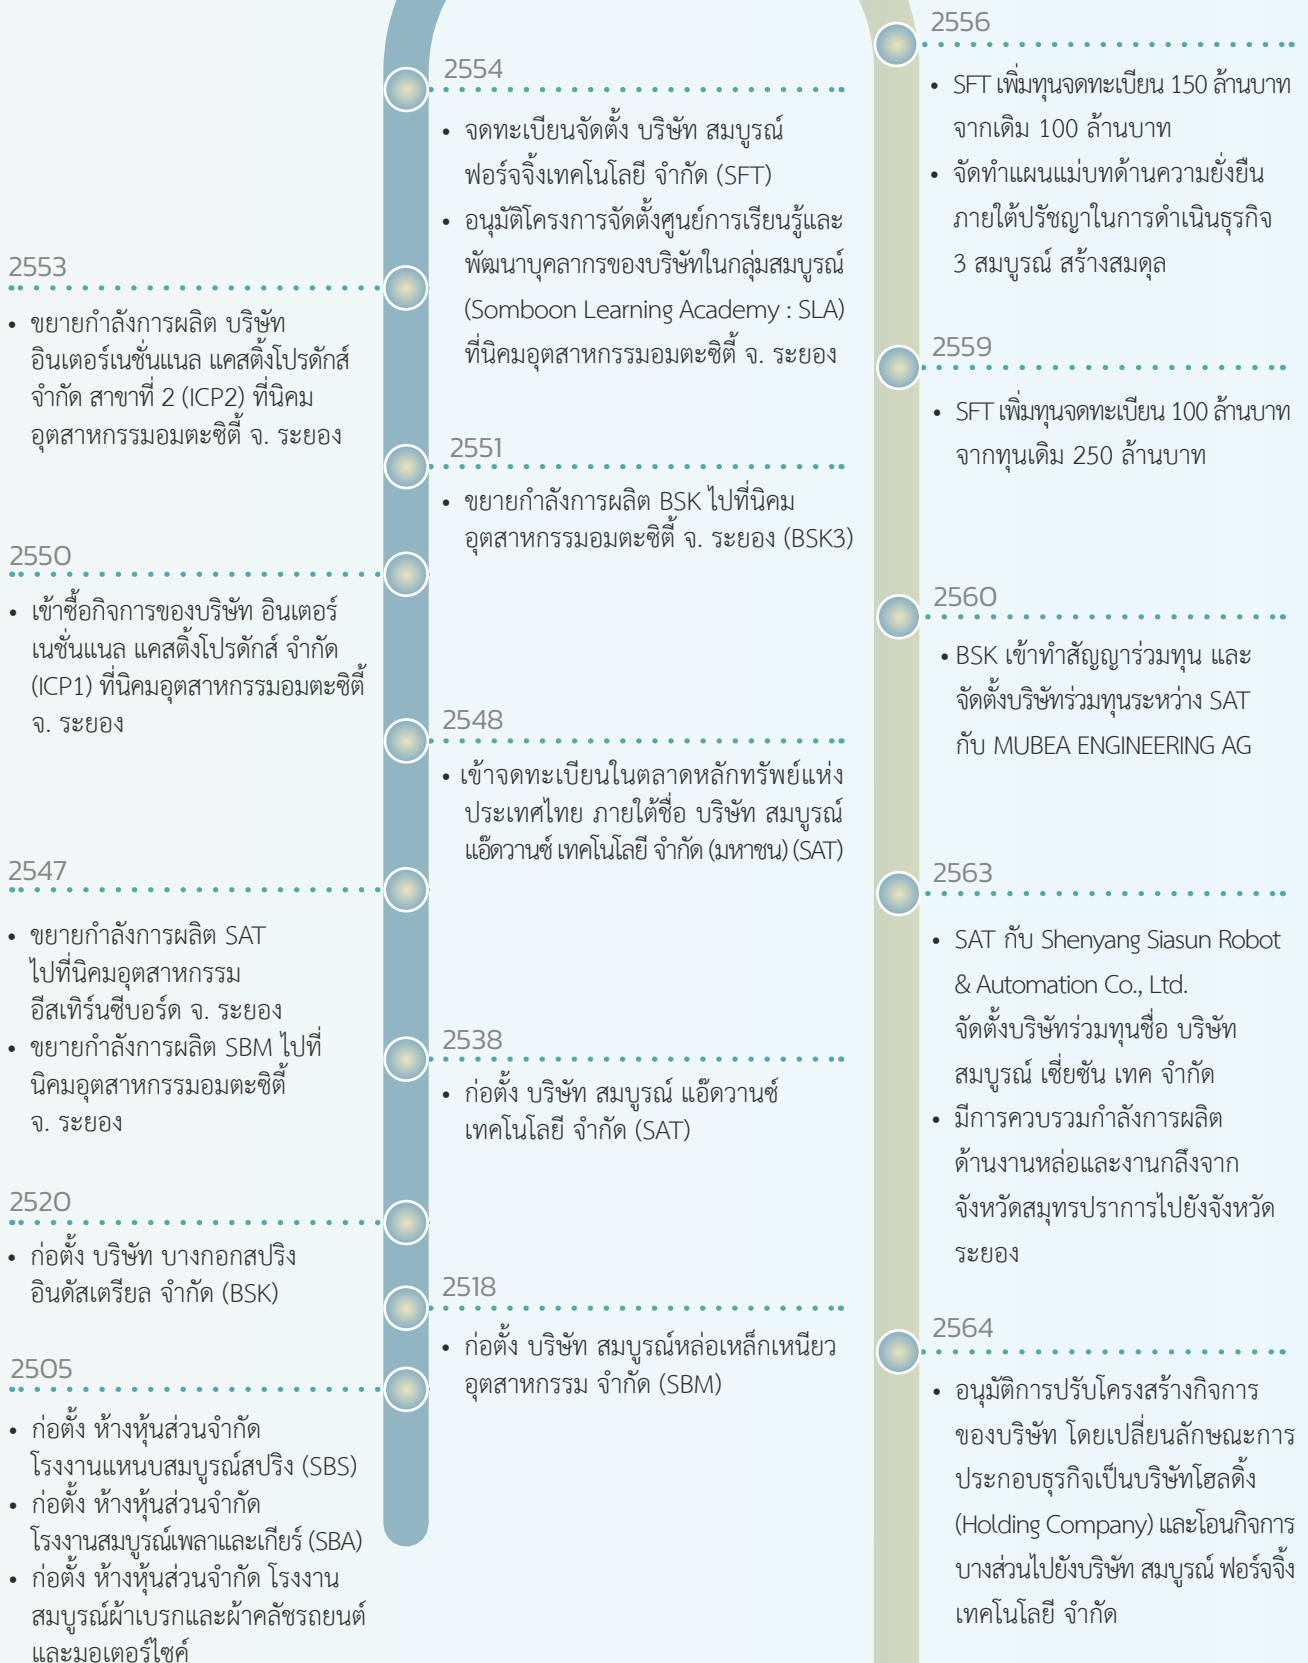 2553
• ขยายกำลังการผลิต บริษัท
อินเตอร์เนชั่นแนล แคสติ้งโปรดักส์
จำกัด สาขาที่ 2 (ICP2) ที่นิคม
อุตสาหกรรมอมตะซิตี้ จ. ระยอง
2550
• เข้าซื้อกิจการของบริษัท อินเตอร์
เนชั่นแนล แคสติ้งโปรดักส์ จำกัด
(ICP1) ที่นิคมอุตสาหกรรมอมตะซิตี้
จ. ระยอง
2547
• ขยายกำลังการผลิต SAT
ไปที่นิคมอุตสาหกรรม
อีสเทิร์นซีบอร์ด จ. ระยอง
• ขยายกำลังการผลิต SBM ไปที่
นิคมอุตสาหกรรมอมตะซิตี้
จ. ระยอง
2520
• ก่อตั้ง บริษัท บางกอกสปริง
อินดัสเตรียล จำกัด (BSK)
2505
• ก่อตั้ง ห้างหุ้นส่วนจำกัด
โรงงานแหนบสมบูรณ์สปริง (SBS)
• ก่อตั้ง ห้างหุ้นส่วนจำกัด
โรงงานสมบูรณ์เพลาและเกียร์ (SBA)
• ก่อตั้ง ห้างหุ้นส่วนจำกัด โรงงาน
สมบูรณ์ผ้าเบรกและผ้าคลัชรถยนต์
และมอเตอร์ไซค์
2554
• จดทะเบียนจัดตั้ง บริษัท สมบูรณ์
ฟอร์จจิ้งเทคโนโลยี จำกัด (SFT)
• อนุมัติโครงการจัดตั้งศูนย์การเรียนรู้และ
พัฒนาบุคลากรของบริษัทในกลุ่มสมบูรณ์
(Somboon Learning Academy : SLA)
ที่นิคมอุตสาหกรรมอมตะซิตี้ จ. ระยอง
2551
• ขยายกำลังการผลิต BSK ไปที่นิคม
อุตสาหกรรมอมตะซิตี้ จ. ระยอง (BSK3)
2548
• เข้าจดทะเบียนในตลาดหลักทรัพย์แห่ง
ประเทศไทย ภายใต้ชื่อ บริษัท สมบูรณ์
แอ๊ดวานซ์ เทคโนโลยี จำกัด (มหาชน) (SAT)
2538
• ก่อตั้ง บริษัท สมบูรณ์ แอ๊ดวานซ์
เทคโนโลยี จำกัด (SAT)
2518
• ก่อตั้ง บริษัท สมบูรณ์หล่อเหล็กเหนียว
อุตสาหกรรม จำกัด (SBM)
2556
• SFT เพิ่มทุนจดทะเบียน 150 ล้านบาท
จากเดิม 100 ล้านบาท
• จัดทำแผนแม่บทด้านความยั่งยืน
ภายใต้ปรัชญาในการดำเนินธุรกิจ
3 สมบูรณ์ สร้างสมดุล
2559
• SFT เพิ่มทุนจดทะเบียน 100 ล้านบาท
จากทุนเดิม 250 ล้านบาท
2560
• BSK เข้าทำสัญญาร่วมทุน และ
จัดตั้งบริษัทร่วมทุนระหว่าง SAT
กับ MUBEA ENGINEERING AG
2563
• SAT กับ Shenyang Siasun Robot
& Automation Co., Ltd.
จัดตั้งบริษัทร่วมทุนชื่อ บริษัท
สมบูรณ์ เซี่ยซัน เทค จำกัด
• มีการควบรวมกำลังการผลิต
ด้านงานหล่อและงานกลึงจาก
จังหวัดสมุทรปราการไปยังจังหวัด
ระยอง
2564
• อนุมัติการปรับโครงสร้างกิจการ
ของบริษัท โดยเปลี่ยนลักษณะการ
ประกอบธุรกิจเป็นบริษัทโฮลดิ้ง
(Holding Company) และโอนกิจการ
บางส่วนไปยังบริษัท สมบูรณ์ ฟอร์จจิ้ง
เทคโนโลยี จำกัด